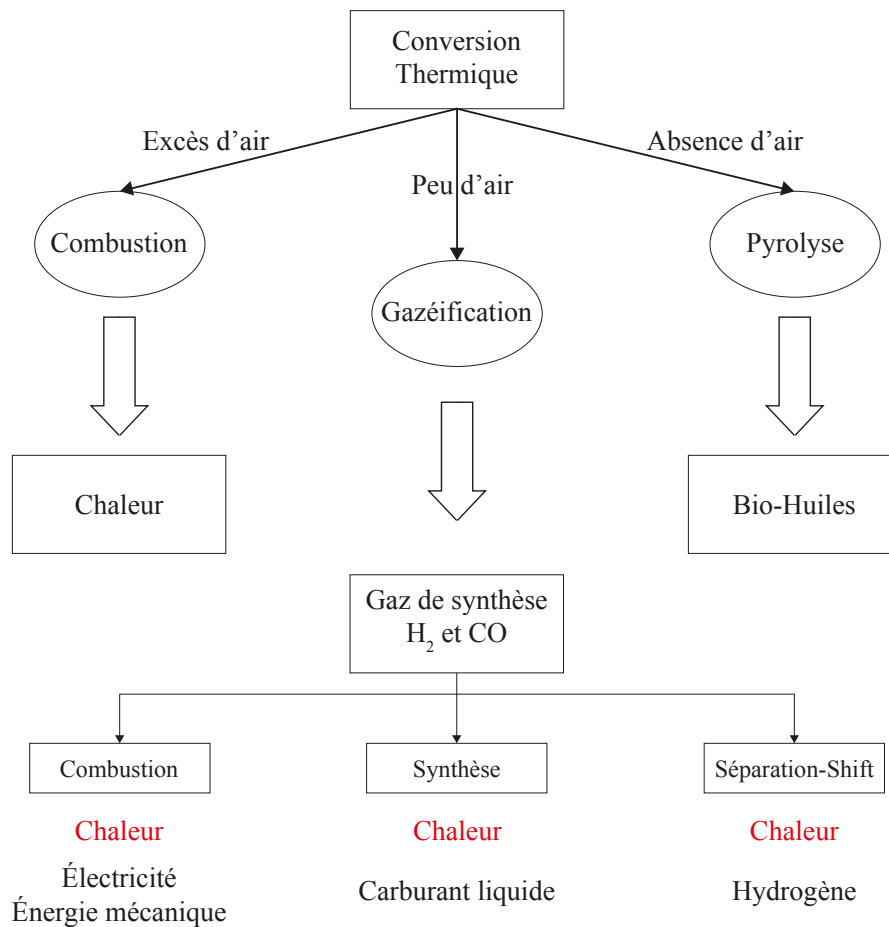 Conversion
Thermique
Excès d’air
Peu d’air
Absence d’air
Combustion
Gazéification
Pyrolyse
Chaleur
Bio-Huiles
Gaz de synthèse
H₂ et CO
Combustion
Synthèse
Séparation-Shift
Chaleur
Chaleur
Chaleur
Électricité
Énergie mécanique
Carburant liquide
Hydrogène